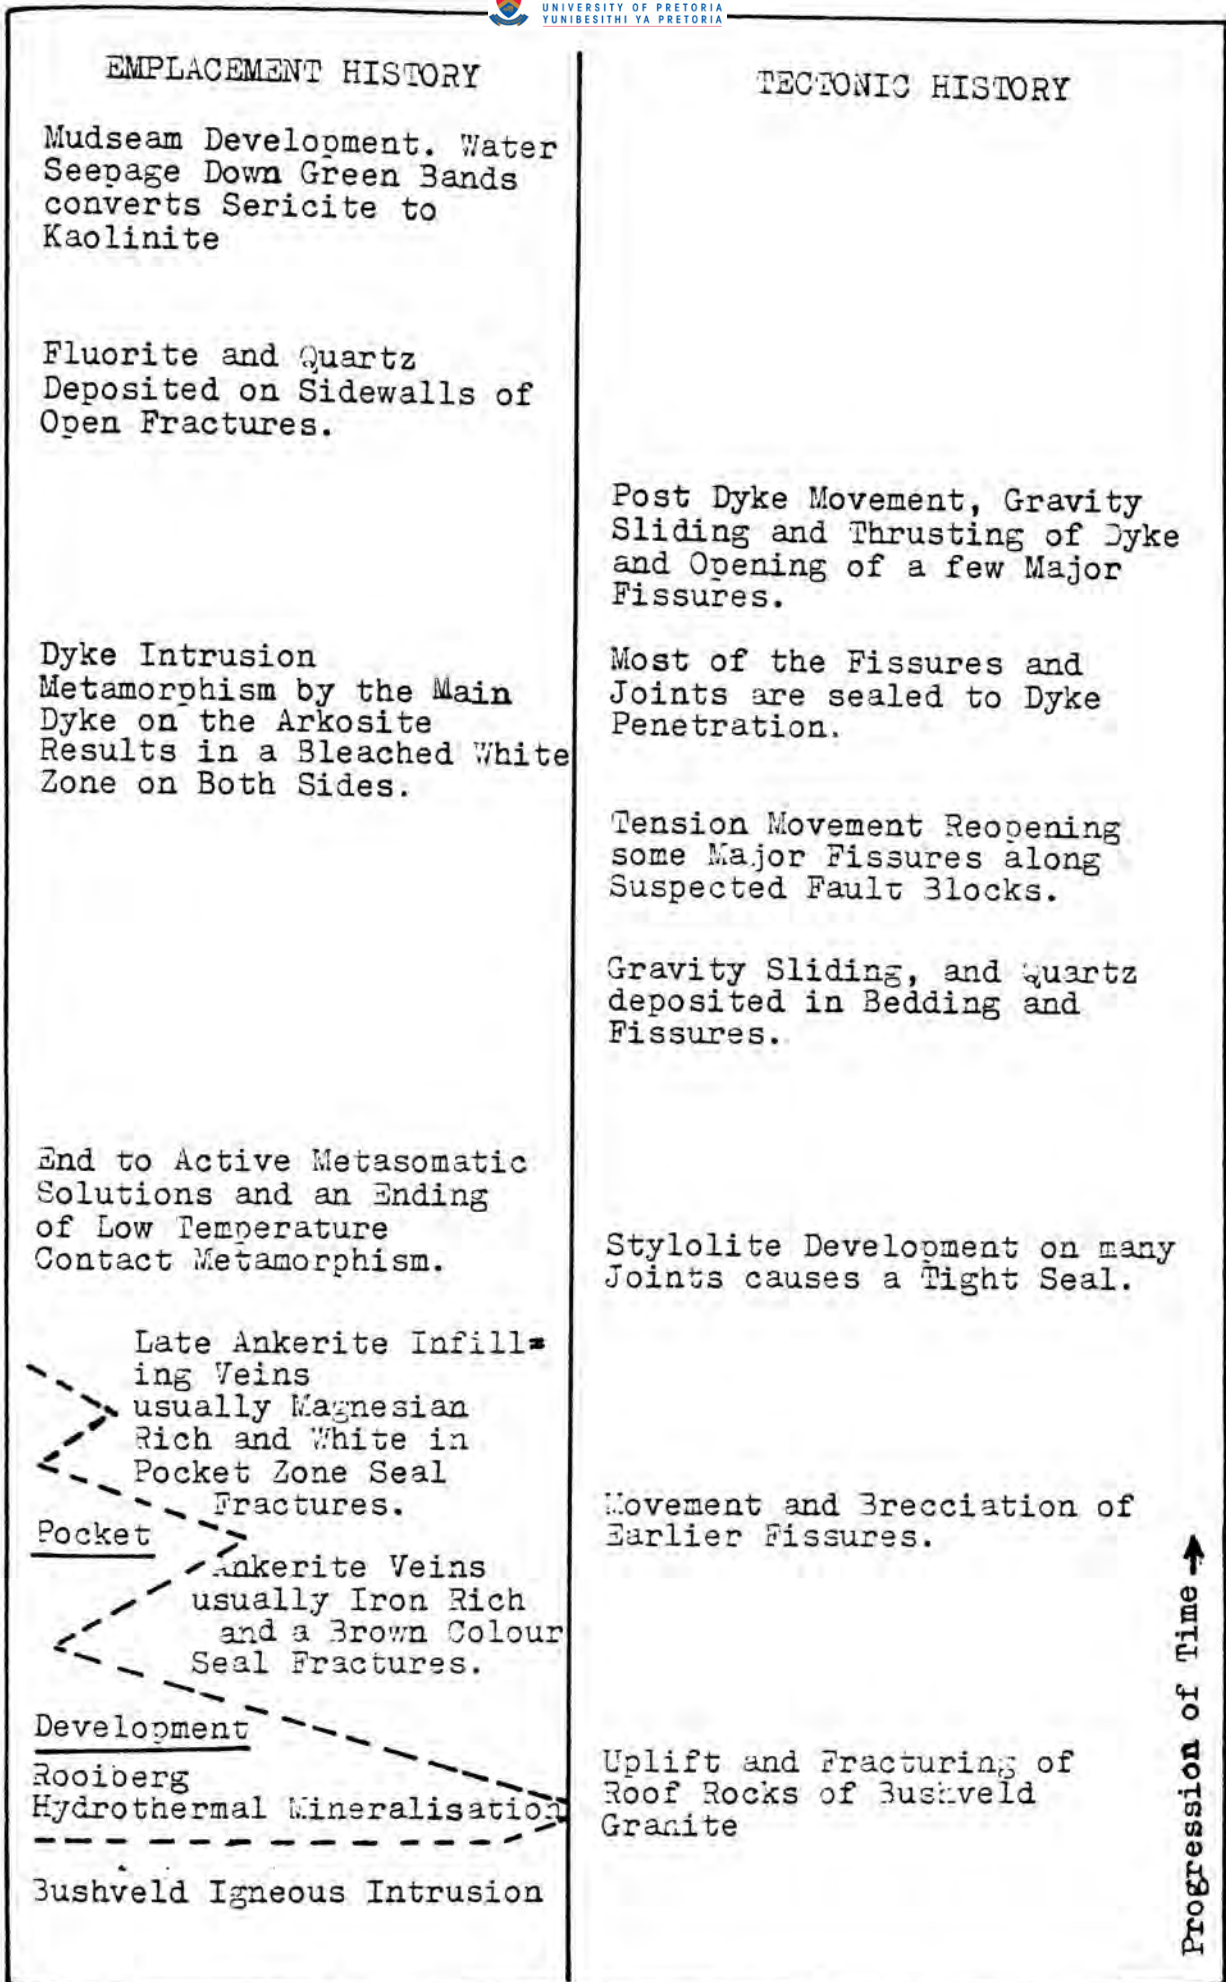 UNIVERSITY OF PRETORIA
YUNIBESITHI YA PRETORIA
EMPLACEMENT HISTORY
Mudseam Development. Water
Seepage Down Green Bands
converts Sericite to
Kaolinite
Fluorite and Quartz
Deposited on Sidewalls of
Open Fractures.
Dyke Intrusion
Metamorphism by the Main
Dyke on the Arkosite
Results in a Bleached White
Zone on Both Sides.
End to Active Metasomatic
Solutions and an Ending
of Low Temperature
Contact Metamorphism.
Late Ankerite Infill=
ing Veins
usually Magnesian
Rich and White in
Pocket Zone Seal
Fractures.
Pocket
Ankerite Veins
usually Iron Rich
and a Brown Colour
Seal Fractures.
Development
Rooiberg
Hydrothermal Mineralisation
Bushveld Igneous Intrusion
TECTONIC HISTORY
Post Dyke Movement, Gravity
Sliding and Thrusting of Dyke
and Opening of a few Major
Fissures.
Most of the Fissures and
Joints are sealed to Dyke
Penetration.
Tension Movement Reopening
some Major Fissures along
Suspected Fault Blocks.
Gravity Sliding, and Quartz
deposited in Bedding and
Fissures.
Stylolite Development on many
Joints causes a Tight Seal.
Movement and Brecciation of
Earlier Fissures.
Uplift and Fracturing of
Roof Rocks of Bushveld
Granite
Progression of Time →